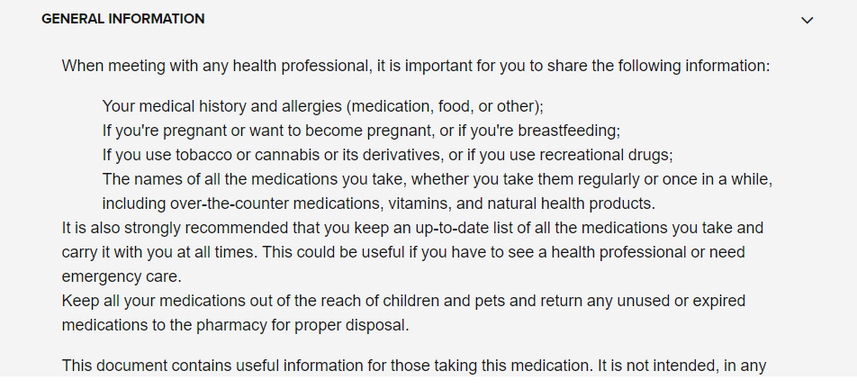 GENERAL INFORMATION
When meeting with any health professional, it is important for you to share the following information:
Your medical history and allergies (medication, food, or other);
If you're pregnant or want to become pregnant, or if you're breastfeeding;
If you use tobacco or cannabis or its derivatives, or if you use recreational drugs;
The names of all the medications you take, whether you take them regularly or once in a while,
including over-the-counter medications, vitamins, and natural health products.
It is also strongly recommended that you keep an up-to-date list of all the medications you take and
carry it with you at all times. This could be useful if you have to see a health professional or need
emergency care.
Keep all your medications out of the reach of children and pets and return any unused or expired
medications to the pharmacy for proper disposal.
This document contains useful information for those taking this medication. It is not intended, in any